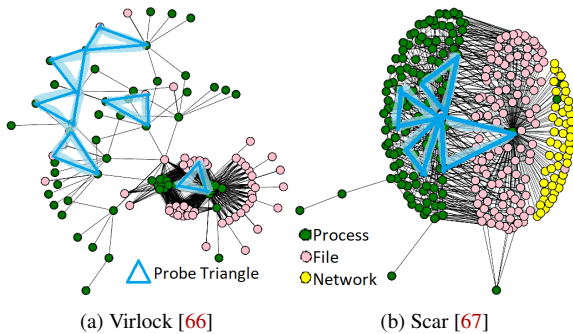 Probe Triangle
Process
File
Network
(a) Virlock [66]
(b) Scar [67]